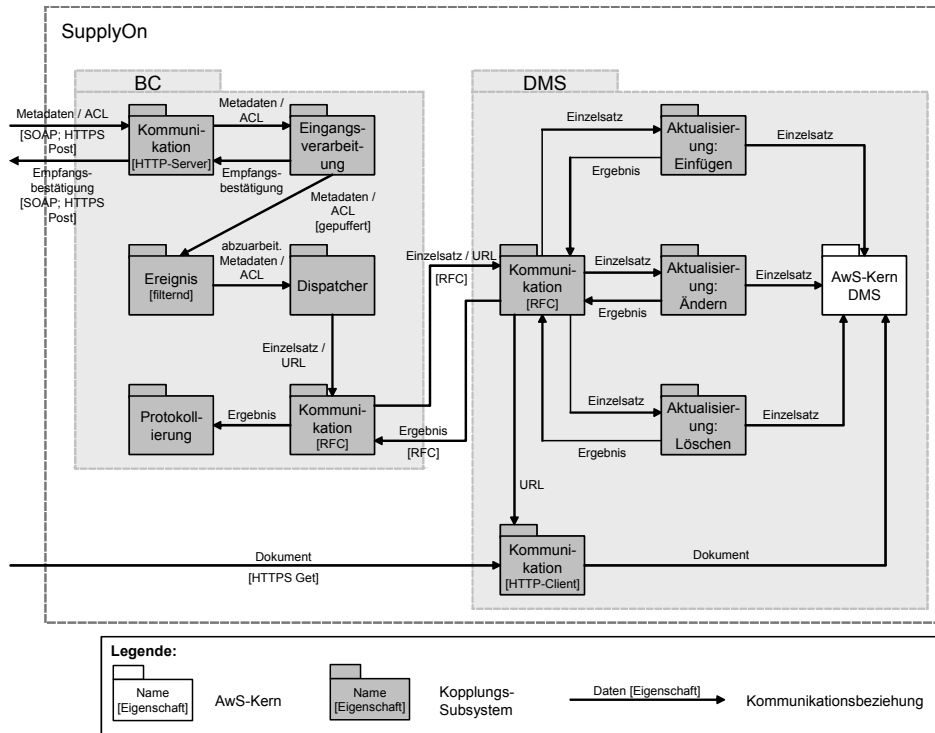 SupplyOn
BC
DMS
Metadaten / ACL
[SOAP; HTTPS
Post]
Empfangs-
bestätigung
[SOAP; HTTPS
Post]
Kommuni-
kation
[HTTP-Server]
Metadaten /
ACL
Empfangs-
bestätigung
Eingangs-
verarbeit-
ung
Metadaten /
ACL
[gepuffert]
Ereignis
[filternd]
abzuarbeit.
Metadaten /
ACL
Dispatcher
Einzelsatz /
URL
Protokoll-
ierung
Ergebnis
Kommuni-
kation
[RFC]
Einzelsatz / URL
[RFC]
Ergebnis
[RFC]
Kommuni-
kation
[RFC]
Einzelsatz
Ergebnis
Aktualisier-
ung:
Einfügen
Einzelsatz
Einzelsatz
Ergebnis
Aktualisier-
ung:
Ändern
Einzelsatz
AwS-Kern
DMS
Einzelsatz
Ergebnis
Aktualisier-
ung:
Löschen
Einzelsatz
URL
Dokument
[HTTPS Get]
Kommuni-
kation
[HTTP-Client]
Dokument
Legende:
Name
[Eigenschaft]
AwS-Kern
Name
[Eigenschaft]
Kopplungs-
Subsystem
Daten [Eigenschaft]
Kommunikationsbeziehung